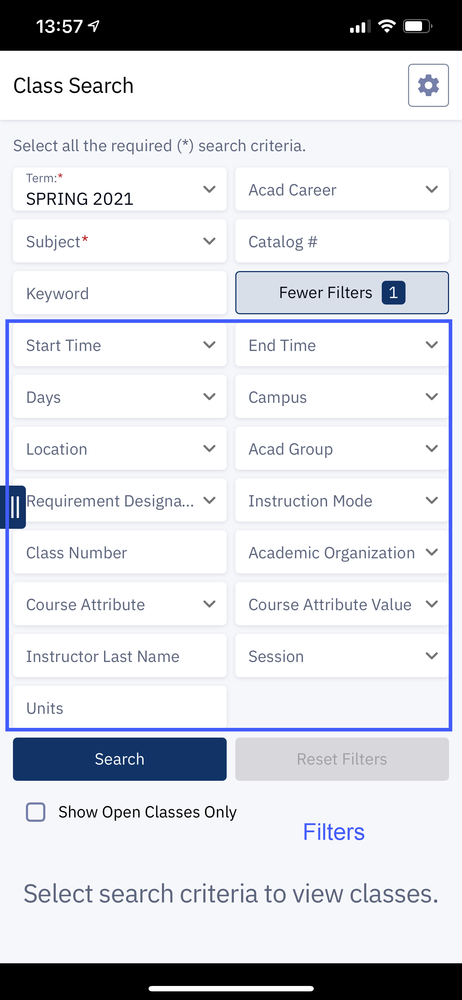 13:57
Class Search
Select all the required (*) search criteria.
Term:*
SPRING 2021
Acad Career
Subject*
Catalog #
Keyword
Fewer Filters 1
Start Time
End Time
Days
Campus
Location
Acad Group
Requirement Designa...
Instruction Mode
Class Number
Academic Organization
Course Attribute
Course Attribute Value
Instructor Last Name
Session
Units
Search
Reset Filters
Show Open Classes Only
Filters
Select search criteria to view classes.